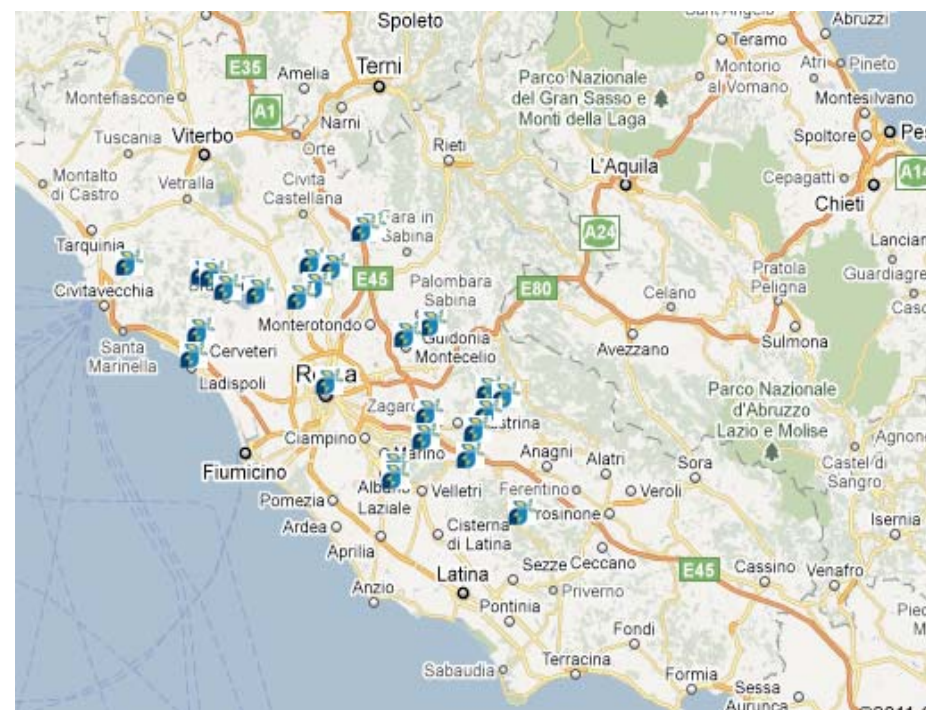 Spoleto
Abruzzi
Teramo
E35
Amelia
Terni
Parco Nazionale
del Gran Sasso e
Monti della Laga
Montorio
al Vomano
Atri
Pineto
Montefiascone
A1
Narni
Montesilvano
Tuscania
Viterbo
Orte
Rieti
Spoltore
L'Aquila
Montalto
di Castro
Vetralla
Civita
Castellana
Cepagatti
A14
Chieti
Tarquinia
Sabina
A24
E45
Palombara
Sabina
E80
Pratola
Peligna
Civitavecchia
Celano
Monterotondo
Santa
Marinella
Cerveteri
Guidonia
Montecelio
Avezzano
Sulmona
Ladispoli
Parco Nazionale
d'Abruzzo
Lazio e Molise
Ciampino
Marino
Fiumicino
Anagni
Alatri
Sora
Castel di
Sangro
Pomezia
Laziale
Velletri
Ferentino
Veroli
Ardea
Cisterna
di Latina
Isernia
Aprilia
Sezze
Ceccano
E45
Cassino
Venafro
Anzio
Latina
Priverno
Pontinia
Fondi
Sabaudia
Terracina
Formia
Sessa
Aurunca